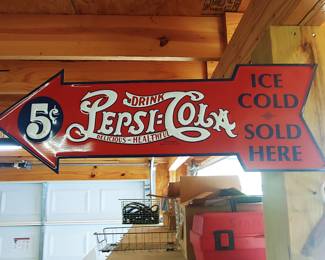 5¢
DRINK
PEPSI:COLA
DELICIOUS - HEALTHFUL
ICE
COLD
SOLD
HERE